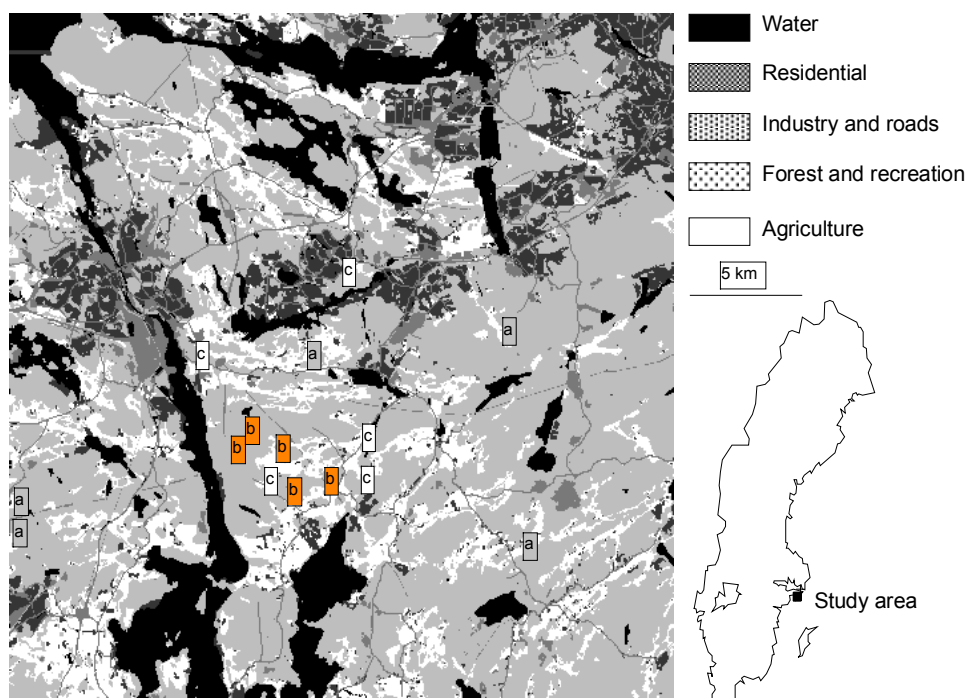 Water
Residential
Industry and roads
Forest and recreation
Agriculture
5 km
c
a
c
a
b
b
b
c
c
b
c
b
a
a
a
Study area